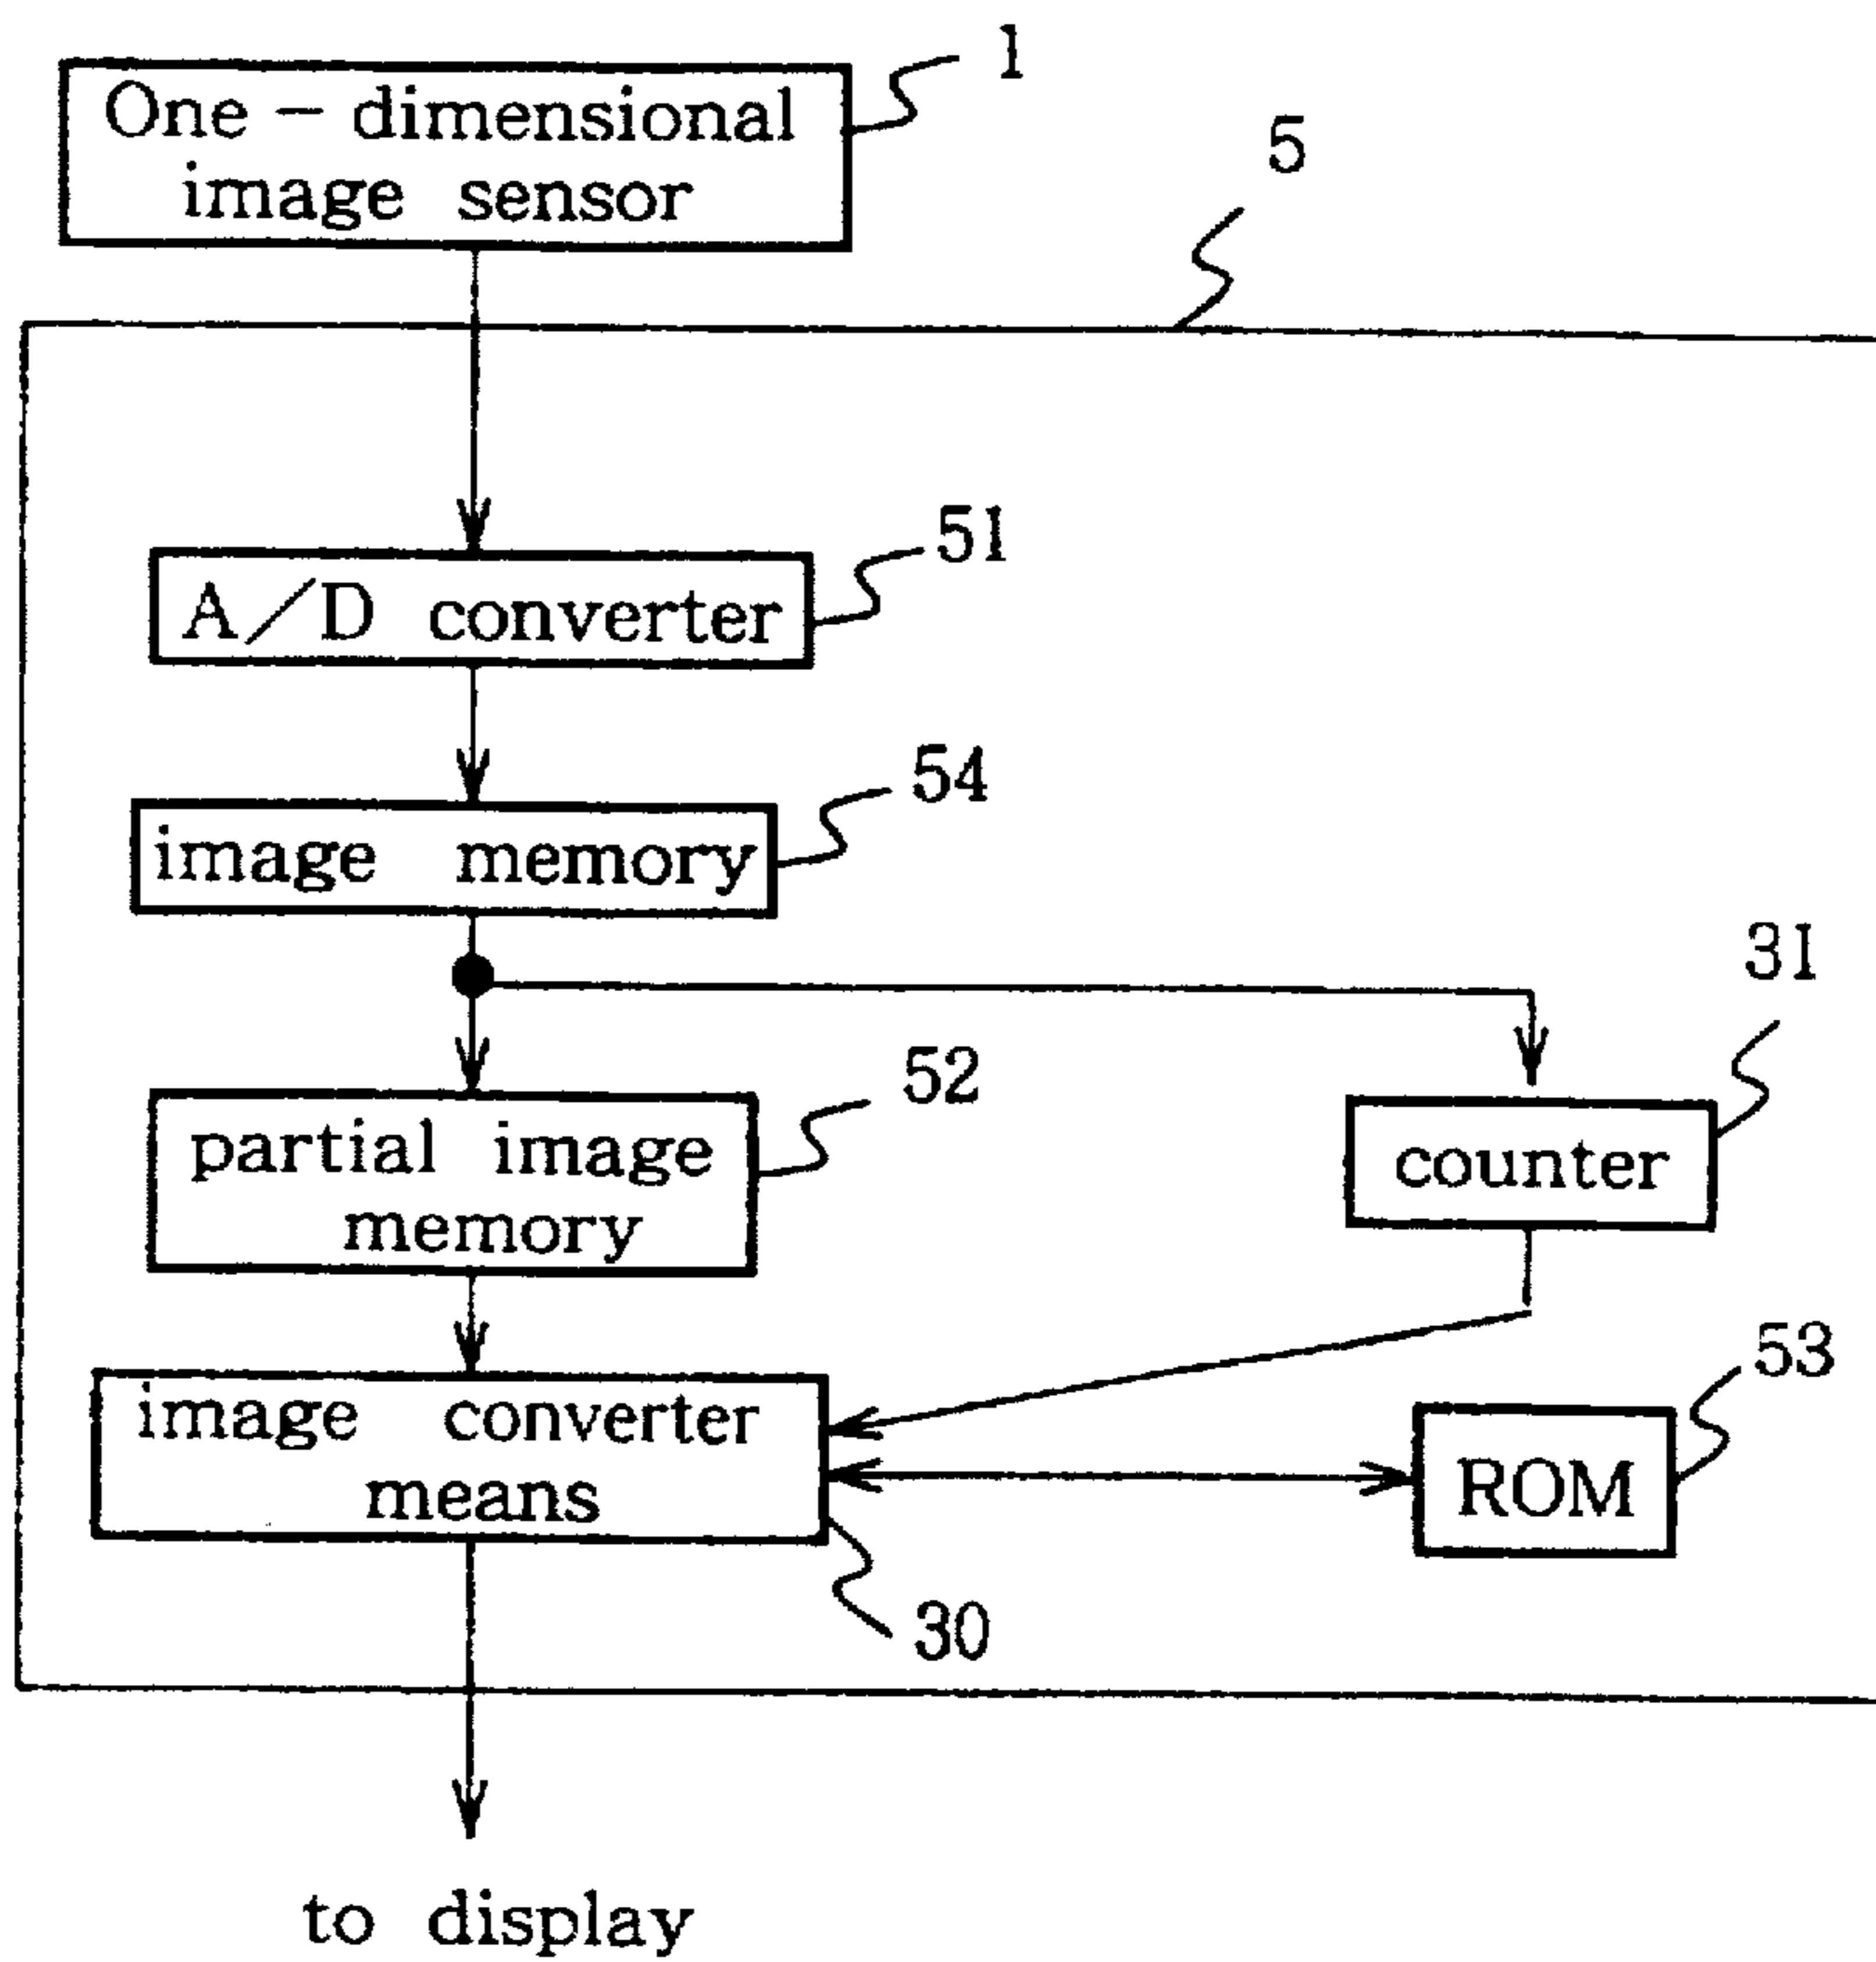 1
One – dimensional
image sensor
5
51
A/D converter
54
image memory
31
52
partial image
memory
counter
53
image converter
means
ROM
30
to display